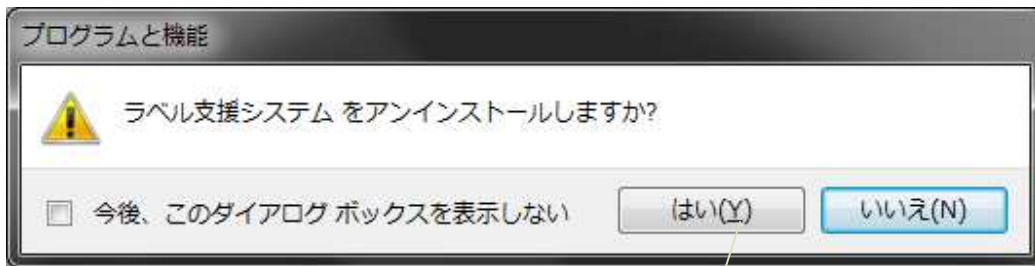 プログラムと機能
ラベル支援システム をアンインストールしますか?
今後、このダイアログ ボックスを表示しない
はい(Y)
いいえ(N)